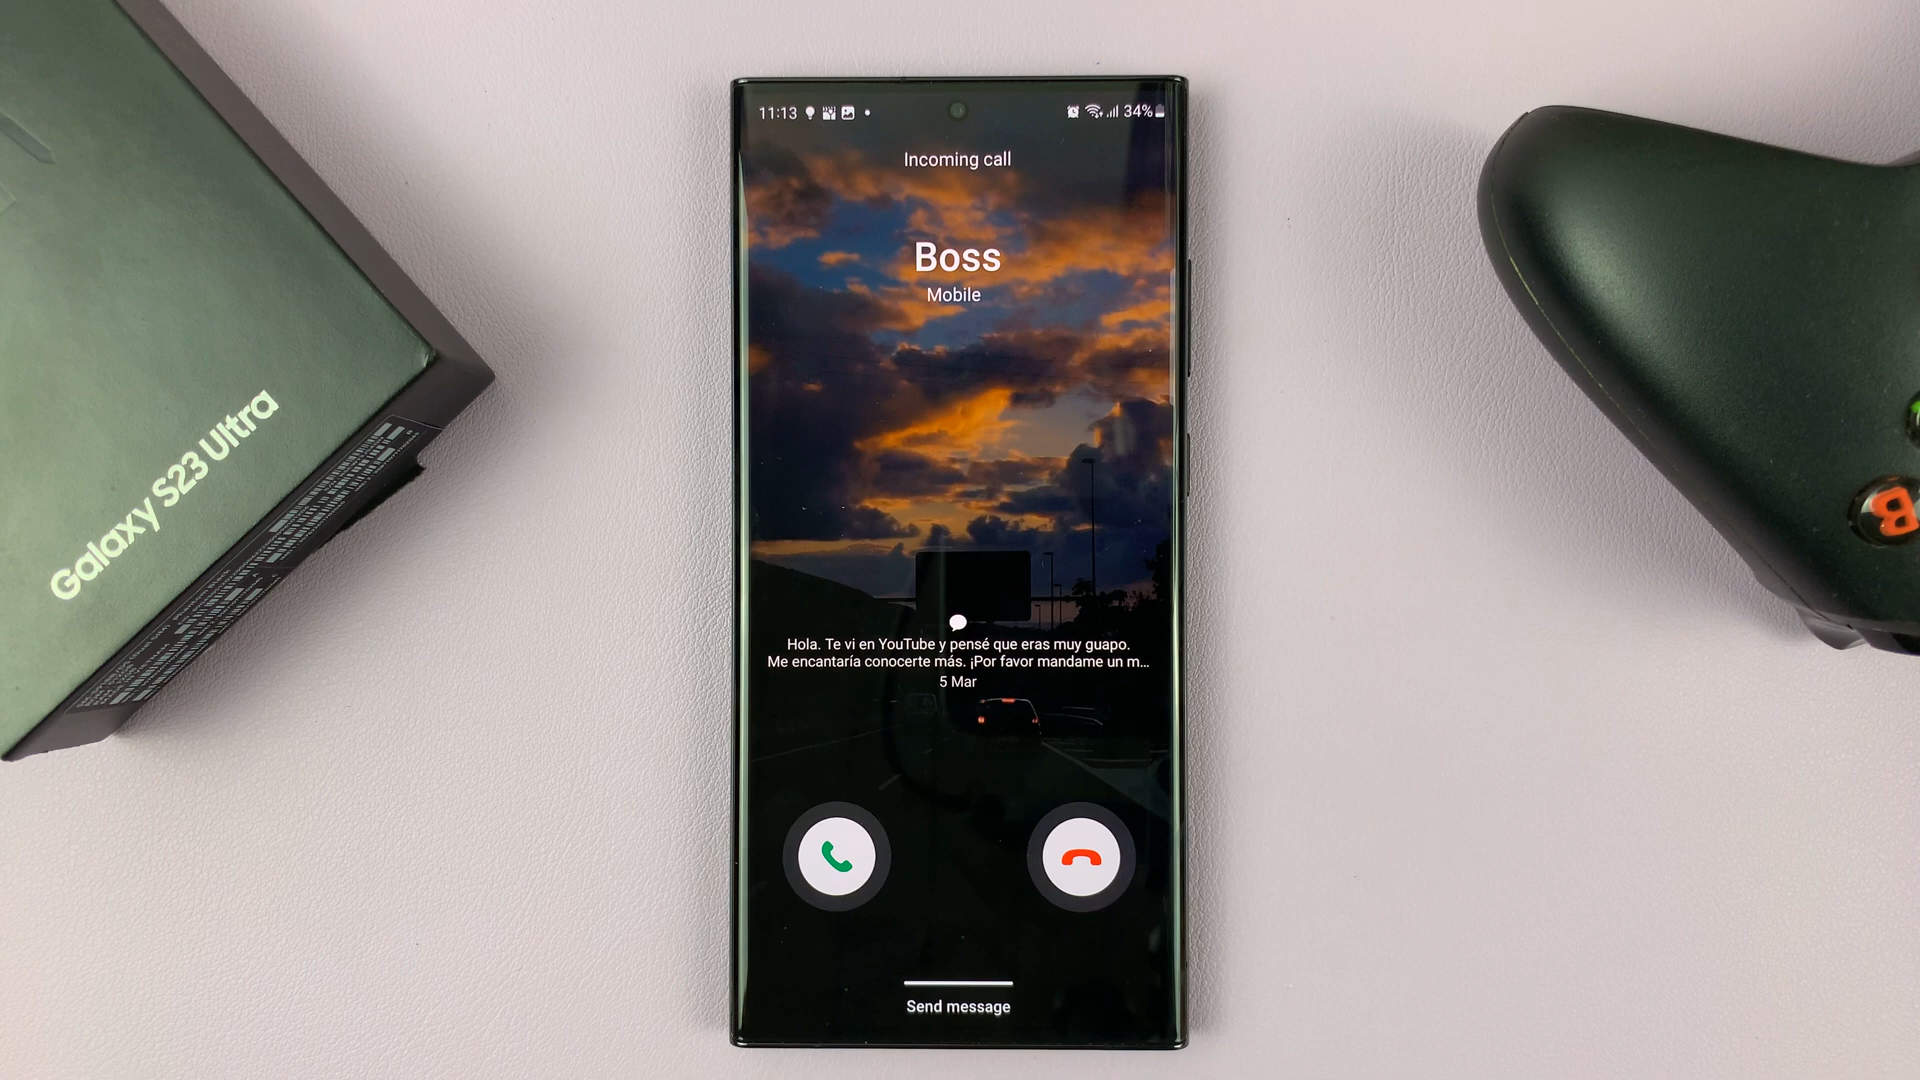 Galaxy S23 Ultra
11:13
34%
Incoming call
Boss
Mobile
Hola. Te vi en YouTube y pensé que eras muy guapo.
Me encantaría conocerte más. ¡Por favor mandame un m...
5 Mar
Send message
B